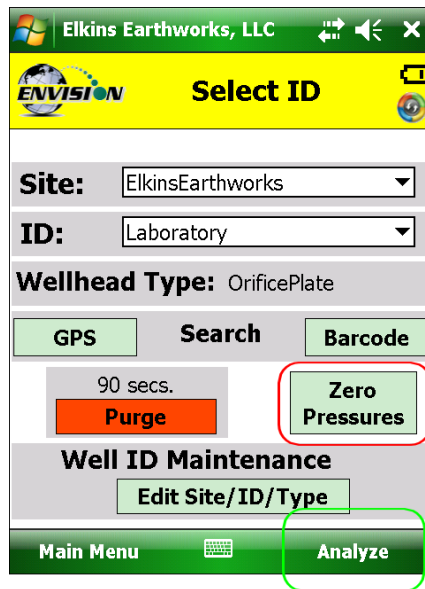 Elkins Earthworks, LLC
ENVISION
Select ID
Site: ElkinsEarthworks
ID: Laboratory
Wellhead Type: OrificePlate
GPS Search Barcode
90 secs.
Purge
Zero
Pressures
Well ID Maintenance
Edit Site/ID/Type
Main Menu Analyze